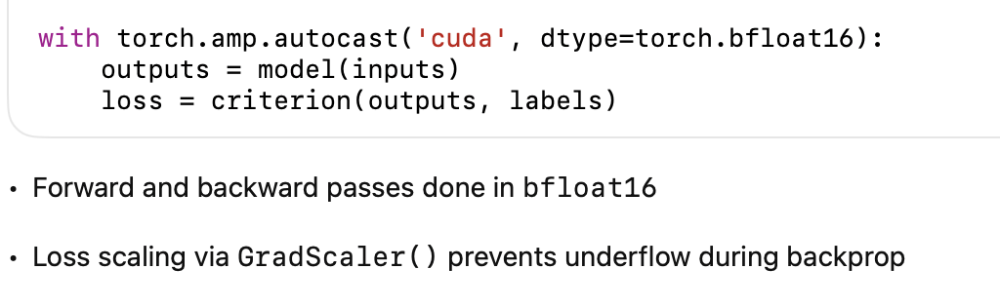 with torch.amp.autocast('cuda', dtype=torch.bfloat16):
    outputs = model(inputs)
    loss = criterion(outputs, labels)
• Forward and backward passes done in bfloat16
• Loss scaling via GradScaler() prevents underflow during backprop